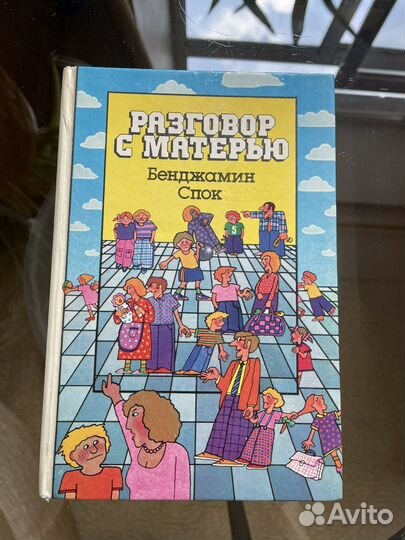 РАЗГОВОР
С МАТЕРЬЮ
Бенджамин
Спок
5
Avito